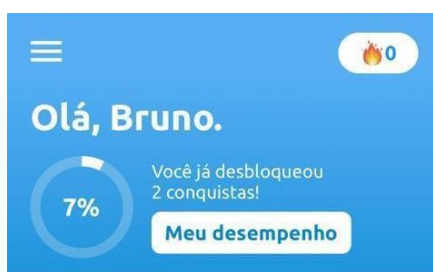 🔥0
Olá, Bruno.
7%
Você já desbloqueou
2 conquistas!
Meu desempenho